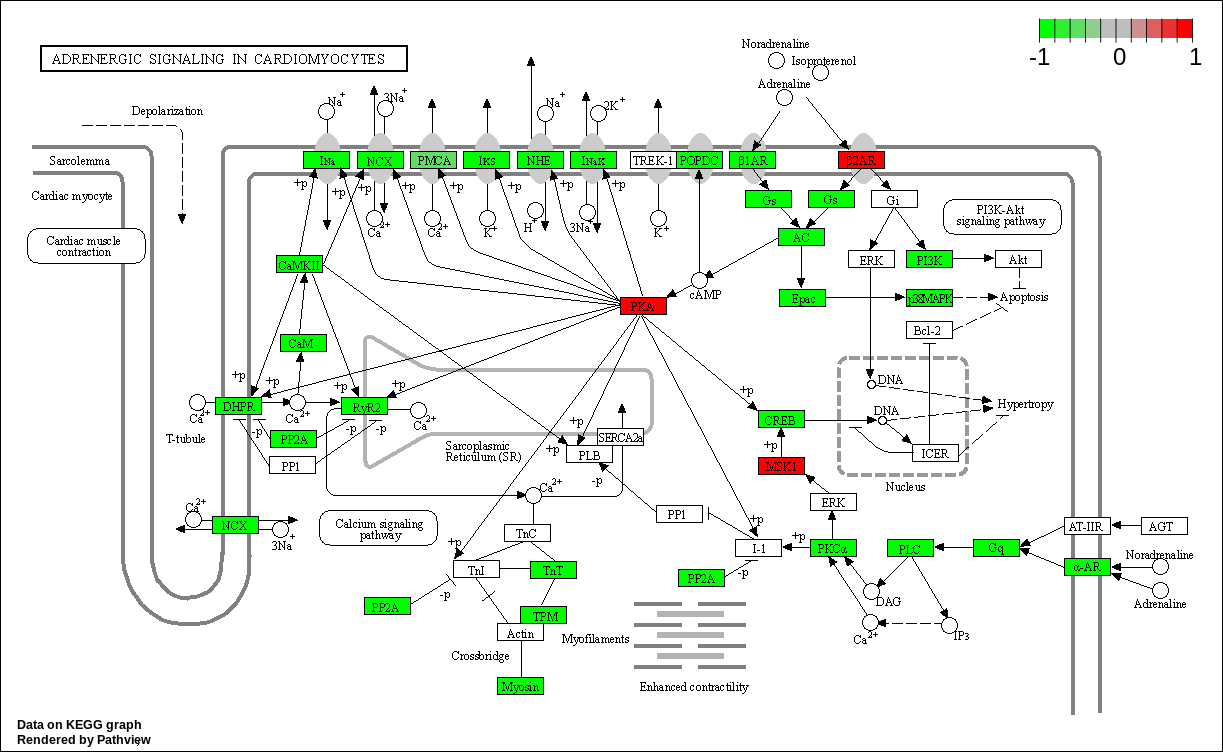 ADRENERGIC SIGNALING IN CARDIOMYOCYTES
-1 0 1
Noradrenaline
Isoproterenol
Adrenaline
Depolarization
Na+
3Na+
Na+
2K+
Sarcolemma
INa
NCX
PMCA
IKs
NHE
INaK
TREK-1
POPDC
β1AR
β2AR
+p
+p
+p
+p
+p
+p
+p
Cardiac myocyte
Gs
Gs
Gi
PI3K-Akt
signaling pathway
Ca2+
Ca2+
K+
H+
3Na+
K+
Cardiac muscle
contraction
AC
CaMKII
ERK
PI3K
Akt
cAMP
Epac
p38MAPK
Apoptosis
PKA
Bcl-2
CaM
+p
+p
+p
+p
+p
DNA
Hypertropy
Ca2+
DHPR
Ca2+
RyR2
Ca2+
CREB
DNA
T-tubule
-p
PP2A
-p
-p
+p
SERCA2a
+p
PP1
Sarcoplasmic
Reticulum (SR)
+p
PLB
MSK1
ICER
-p
Nucleus
Ca2+
NCX
3Na+
Calcium signaling
pathway
Ca2+
PP1
ERK
TnC
+p
+p
+p
I-1
PKCα
PLC
Gq
AT-IIR
AGT
Noradrenaline
α-AR
Adrenaline
TnI
TnT
-p
PP2A
-p
PP2A
DAG
TPM
Actin
Myofilaments
Ca2+
IP3
Crossbridge
Myosin
Enhanced contractility
Data on KEGG graph
Rendered by Pathview